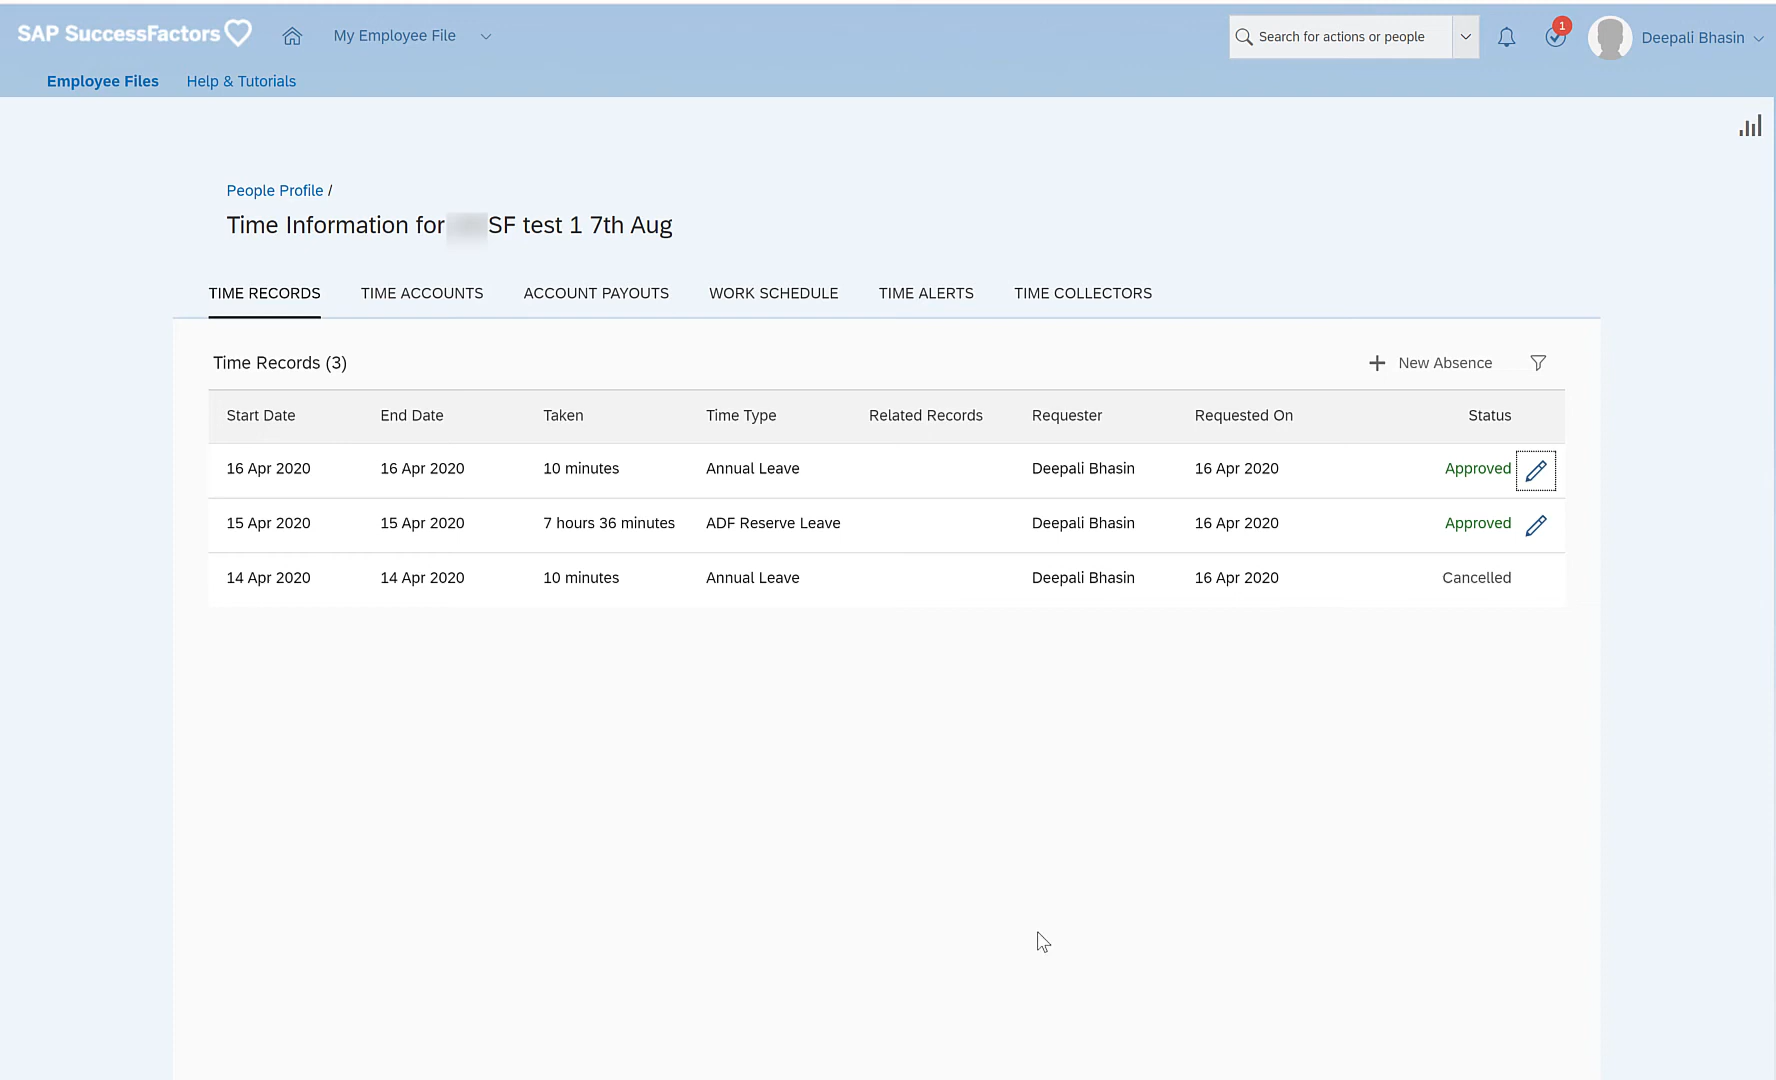 SAP SuccessFactors
My Employee File
Search for actions or people
1
Deepali Bhasin
Employee Files
Help & Tutorials
People Profile /
Time Information for SF test 1 7th Aug
TIME RECORDS
TIME ACCOUNTS
ACCOUNT PAYOUTS
WORK SCHEDULE
TIME ALERTS
TIME COLLECTORS
Time Records (3)
New Absence
Start Date End Date Taken Time Type Related Records Requester Requested On Status
16 Apr 2020 16 Apr 2020 10 minutes Annual Leave Deepali Bhasin 16 Apr 2020 Approved
15 Apr 2020 15 Apr 2020 7 hours 36 minutes ADF Reserve Leave Deepali Bhasin 16 Apr 2020 Approved
14 Apr 2020 14 Apr 2020 10 minutes Annual Leave Deepali Bhasin 16 Apr 2020 Cancelled